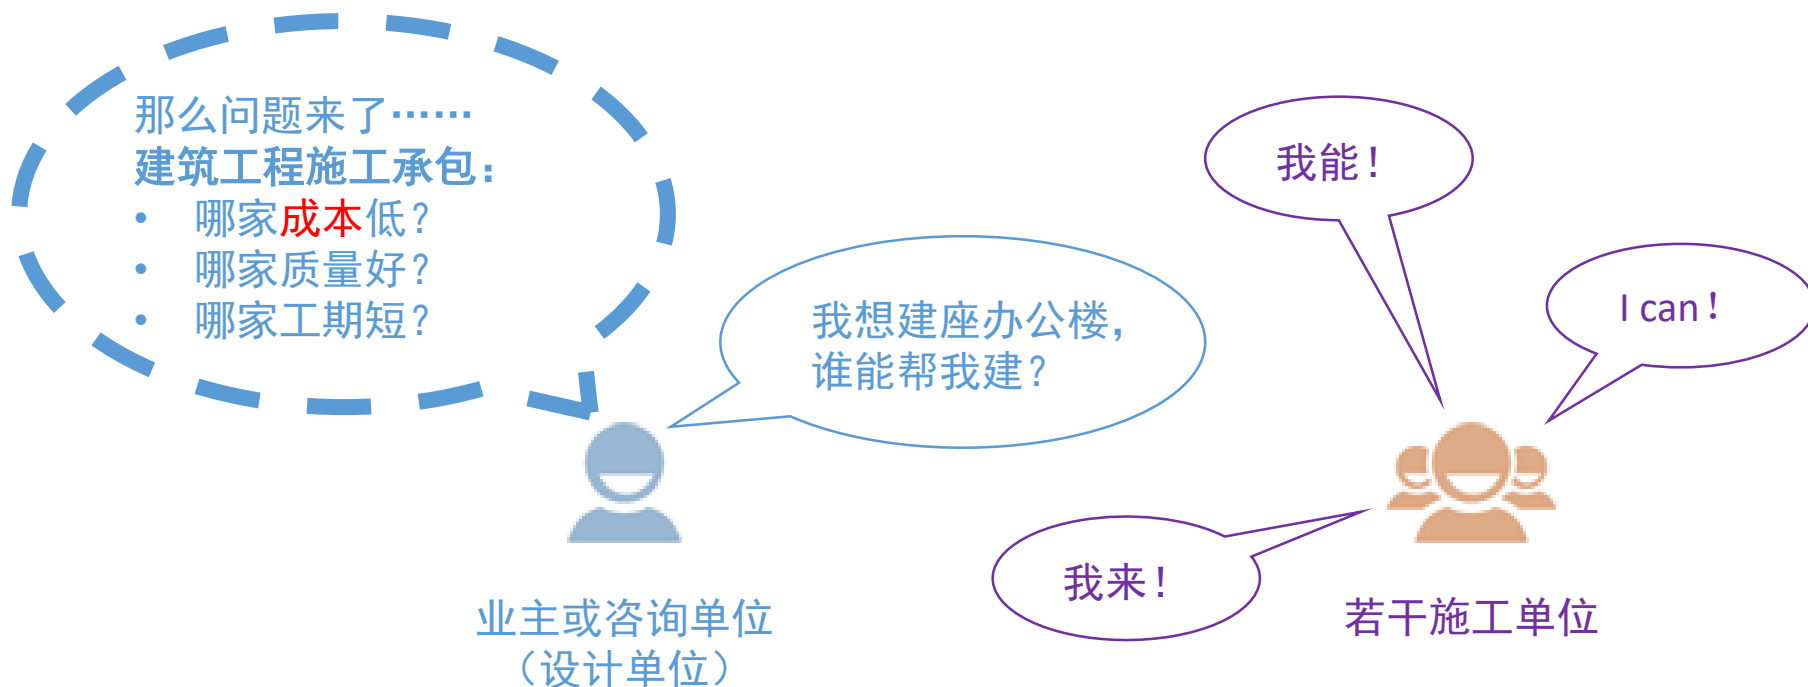 那么问题来了……
建筑工程施工承包：
• 哪家成本低？
• 哪家质量好？
• 哪家工期短？
我想建座办公楼，
谁能帮我建？
我能！
I can！
我来！
业主或咨询单位
（设计单位）
若干施工单位